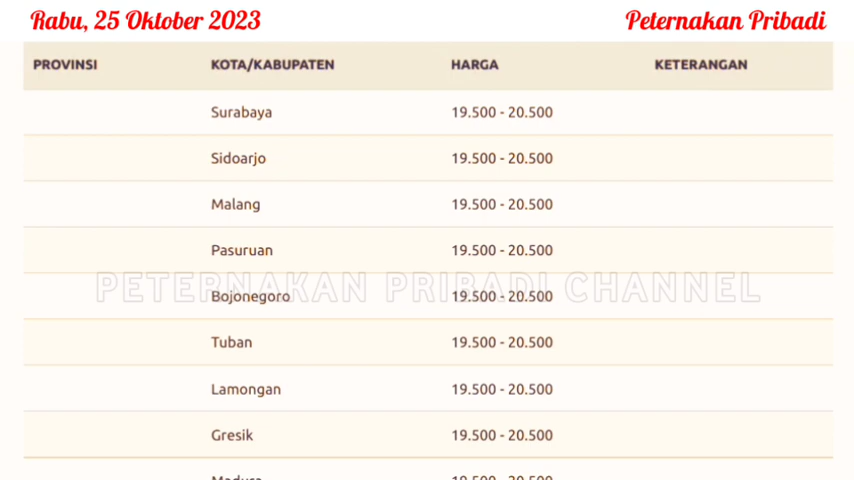 Rabu, 25 Oktober 2023 Peternakan Pribadi
PROVINSI KOTA/KABUPATEN HARGA KETERANGAN
Surabaya 19.500 - 20.500
Sidoarjo 19.500 - 20.500
Malang 19.500 - 20.500
Pasuruan 19.500 - 20.500
PETERNAKAN PRIBADI CHANNEL
Bojonegoro 19.500 - 20.500
Tuban 19.500 - 20.500
Lamongan 19.500 - 20.500
Gresik 19.500 - 20.500
Madura 19.500 - 20.500